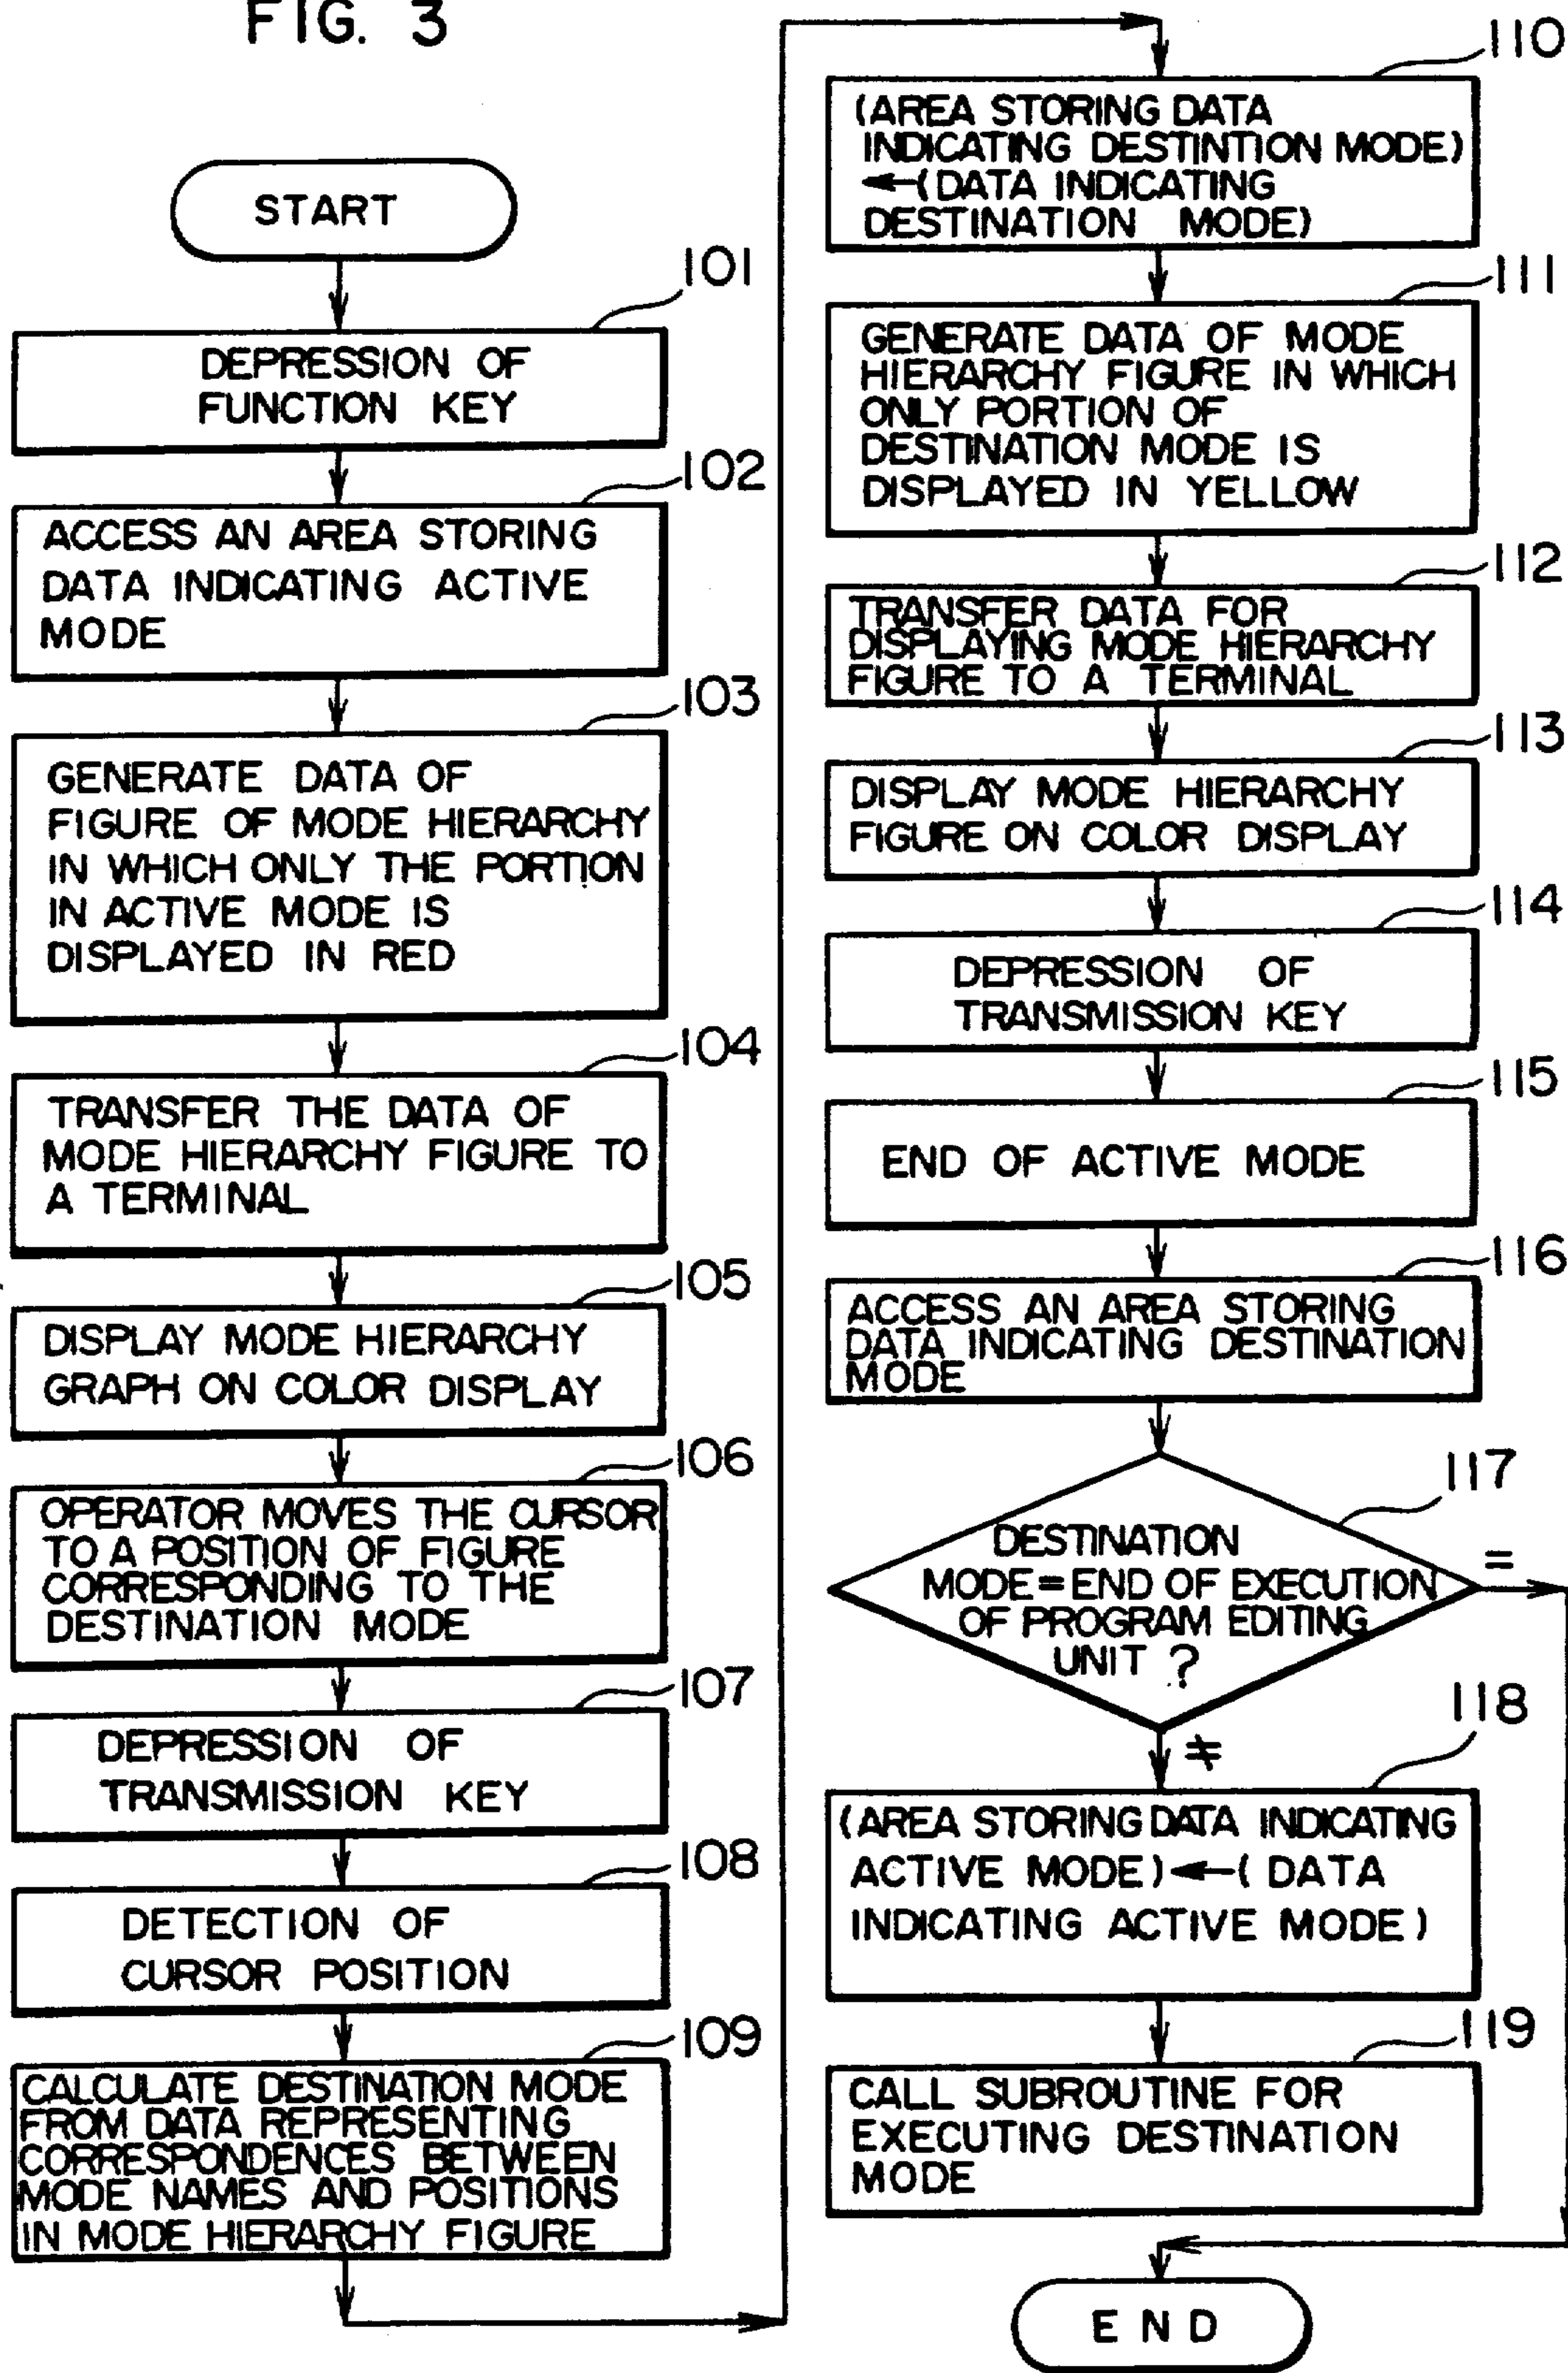 FIG. 3
START
101
DEPRESSION OF
FUNCTION KEY
102
ACCESS AN AREA STORING
DATA INDICATING ACTIVE
MODE
103
GENERATE DATA OF
FIGURE OF MODE HIERARCHY
IN WHICH ONLY THE PORTION
IN ACTIVE MODE IS
DISPLAYED IN RED
104
TRANSFER THE DATA OF
MODE HIERARCHY FIGURE TO
A TERMINAL
105
DISPLAY MODE HIERARCHY
GRAPH ON COLOR DISPLAY
106
OPERATOR MOVES THE CURSOR
TO A POSITION OF FIGURE
CORRESPONDING TO THE
DESTINATION MODE
107
DEPRESSION OF
TRANSMISSION KEY
108
DETECTION OF
CURSOR POSITION
109
CALCULATE DESTINATION MODE
FROM DATA REPRESENTING
CORRESPONDENCES BETWEEN
MODE NAMES AND POSITIONS
IN MODE HIERARCHY FIGURE
110
(AREA STORING DATA
INDICATING DESTINTION MODE)
←(DATA INDICATING
DESTINATION MODE)
111
GENERATE DATA OF MODE
HIERARCHY FIGURE IN WHICH
ONLY PORTION OF
DESTINATION MODE IS
DISPLAYED IN YELLOW
112
TRANSFER DATA FOR
DISPLAYING MODE HIERARCHY
FIGURE TO A TERMINAL
113
DISPLAY MODE HIERARCHY
FIGURE ON COLOR DISPLAY
114
DEPRESSION OF
TRANSMISSION KEY
115
END OF ACTIVE MODE
116
ACCESS AN AREA STORING
DATA INDICATING DESTINATION
MODE
117
DESTINATION
MODE=END OF EXECUTION
OF PROGRAM EDITING
UNIT ?
=
≠
118
(AREA STORING DATA INDICATING
ACTIVE MODE)←( DATA
INDICATING ACTIVE MODE)
119
CALL SUBROUTINE FOR
EXECUTING DESTINATION
MODE
END